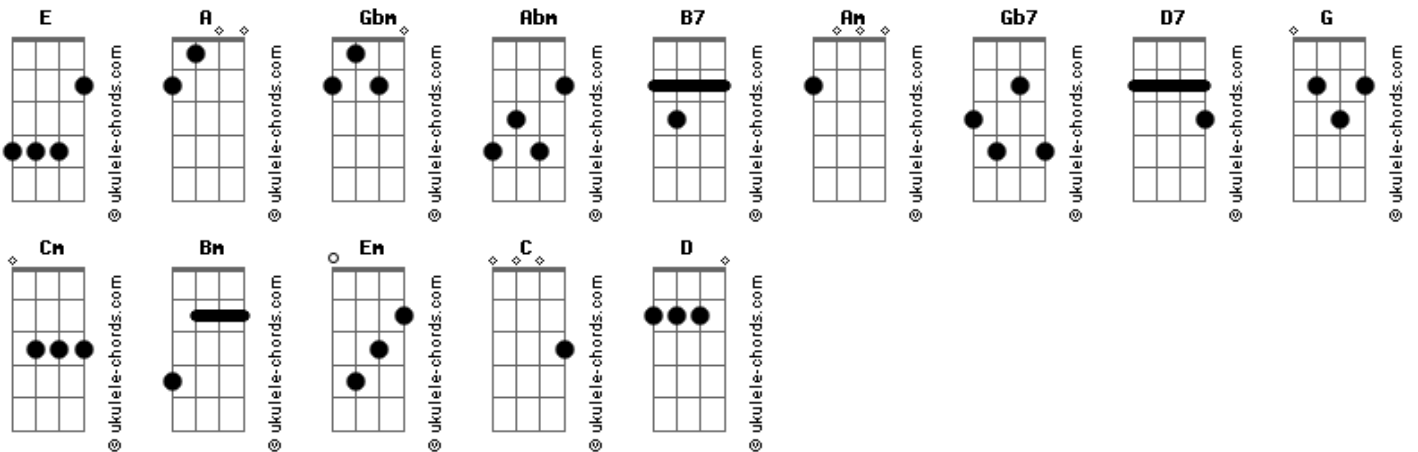 E A Gbm Abm B7 Am Gb7 D7 G
© ukulele-chords.com © ukulele-chords.com © ukulele-chords.com © ukulele-chords.com © ukulele-chords.com © ukulele-chords.com © ukulele-chords.com © ukulele-chords.com © ukulele-chords.com
Cm Bm Em C D
© ukulele-chords.com © ukulele-chords.com © ukulele-chords.com © ukulele-chords.com © ukulele-chords.com